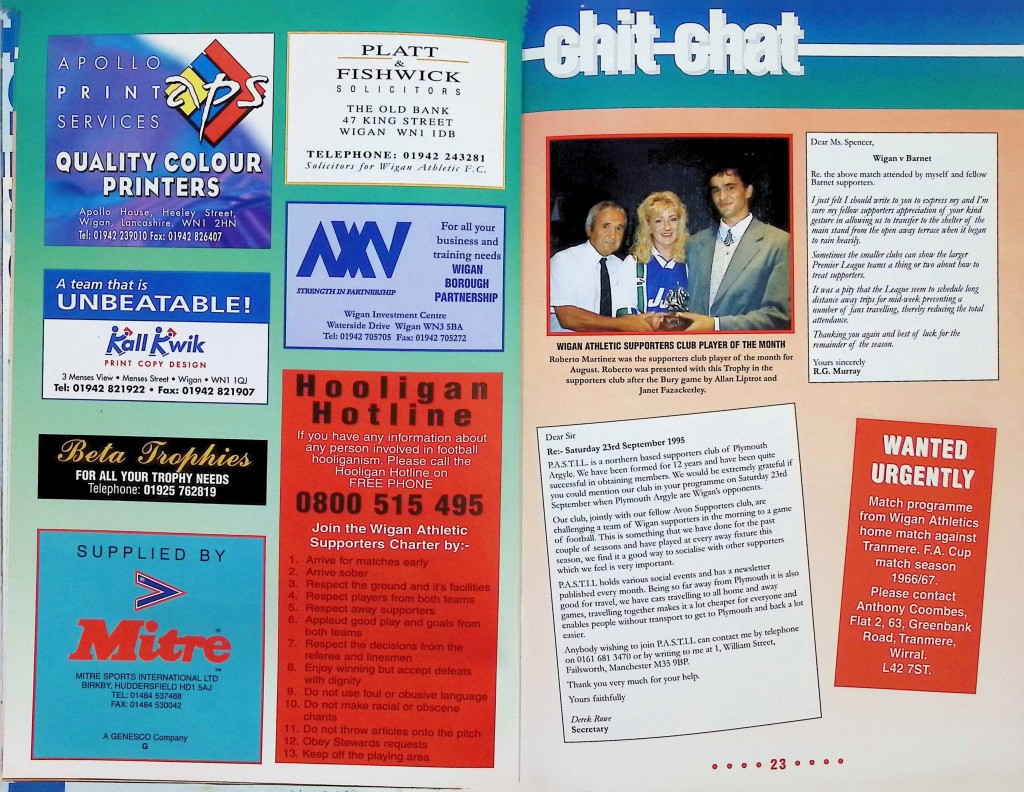 APOLLO
PRINT
SERVICES
aps
QUALITY COLOUR
PRINTERS
Apollo House, Heeley Street,
Wigan, Lancashire. WN1 2HN
Tel: 01942 239010 Fax: 01942 826407
PLATT
&
FISHWICK
SOLICITORS
THE OLD BANK
47 KING STREET
WIGAN WN1 1DB
TELEPHONE: 01942 243281
Solicitors for Wigan Athletic F.C.
A team that is
UNBEATABLE!
Kall Kwik
PRINT COPY DESIGN
3 Menses View • Menses Street • Wigan • WN1 1QJ
Tel: 01942 821922 • Fax: 01942 821907
STRENGTH IN PARTNERSHIP
For all your
business and
training needs
WIGAN
BOROUGH
PARTNERSHIP
Wigan Investment Centre
Waterside Drive Wigan WN3 5BA
Tel: 01942 705705 Fax: 01942 705272
Beta Trophies
FOR ALL YOUR TROPHY NEEDS
Telephone: 01925 762819
SUPPLIED BY
Mitre
MITRE SPORTS INTERNATIONAL LTD
BIRKBY, HUDDERSFIELD HD1 5AJ
TEL: 01484 537488
FAX: 01484 530042
A GENESCO Company
G
Hooligan
Hotline
If you have any information about
any person involved in football
hooliganism. Please call the
Hooligan Hotline on
FREE PHONE
0800 515 495
Join the Wigan Athletic
Supporters Charter by:-
1. Arrive for matches early
2. Arrive sober
3. Respect the ground and it's facilities
4. Respect players from both teams
5. Respect away supporters
6. Applaud good play and goals from
both teams
7. Respect the decisions from the
referee and linesmen
8. Enjoy winning but accept defeats
with dignity
9. Do not use foul or obusive language
10. Do not make racial or obscene
chants
11. Do not throw articles onto the pitch
12. Obey Stewards requests
13. Keep off the playing area
chit chat
WIGAN ATHLETIC SUPPORTERS CLUB PLAYER OF THE MONTH
Roberto Martinez was the supporters club player of the month for
August. Roberto was presented with this Trophy in the
supporters club after the Bury game by Allan Liptrot and
Janet Fazackerley.
Dear Ms. Spencer,
Wigan v Barnet
Re. the above match attended by myself and fellow
Barnet supporters.
I just felt I should write to you to express my and I'm
sure my fellow supporters appreciation of your kind
gesture in allowing us to transfer to the shelter of the
main stand from the open away terrace when it began
to rain heavily.
Sometimes the smaller clubs can show the larger
Premier League teams a thing or two about how to
treat supporters.
It was a pity that the League seem to schedule long
distance away trips for mid-week preventing a
number of fans travelling, thereby reducing the total
attendance.
Thanking you again and best of luck for the
remainder of the season.
Yours sincerely
R.G. Murray
Dear Sir
Re:- Saturday 23rd September 1995
P.A.S.T.I.L. is a northern based supporters club of Plymouth
Argyle. We have been formed for 12 years and have been quite
successful in obtaining members. We would be extremely grateful if
you could mention our club in your programme on Saturday 23rd
September when Plymouth Argyle are Wigan's opponents.
Our club, jointly with our fellow Avon Supporters club, are
challenging a team of Wigan supporters in the morning to a game
of football. This is something that we have done for the past
couple of seasons and have played at every away fixture this
season, we find it a good way to socialise with other supporters
which we feel is very important.
P.A.S.T.I.L holds various social events and has a newsletter
published every month. Being so far away from Plymouth it is also
good for travel, we have cars travelling to all home and away
games, travelling together makes it a lot cheaper for everyone and
enables people without transport to get to Plymouth and back a lot
easier.
Anybody wishing to join P.A.S.T.I.L can contact me by telephone
on 0161 681 3470 or by writing to me at 1, William Street,
Failsworth, Manchester M35 9BP.
Thank you very much for your help.
Yours faithfully
Derek Rowe
Secretary
WANTED
URGENTLY
Match programme
from Wigan Athletics
home match against
Tranmere. F.A. Cup
match season
1966/67.
Please contact
Anthony Coombes,
Flat 2, 63, Greenbank
Road, Tranmere,
Wirral.
L42 7ST.
23